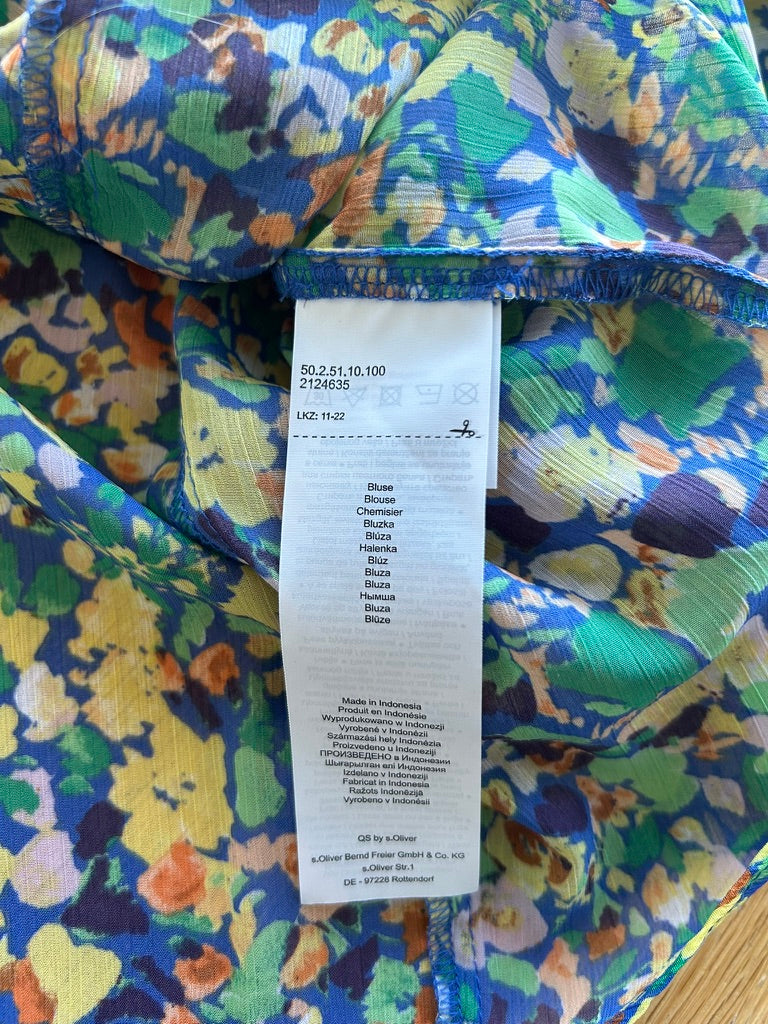 50.2.51.10.100
2124635
LKZ: 11-22
Bluse
Blouse
Chemisier
Bluzka
Blúza
Halenka
Blúz
Bluza
Bluza
Нымша
Bluza
Blūze
Made in Indonesia
Produit en Indonésie
Wyprodukowano w Indonezji
Vyrobené v Indonézii
Származási hely Indonézia
Proizvedeno u Indoneziji
ПРОИЗВЕДЕНО в Индонезии
Шығарылған елі Индонезия
Izdelano v Indoneziji
Fabricat in Indonesia
Ražots Indonēzijā
Vyrobeno v Indonésii
QS by s.Oliver
s.Oliver Bernd Freier GmbH & Co. KG
s.Oliver Str.1
DE - 97228 Rottendorf